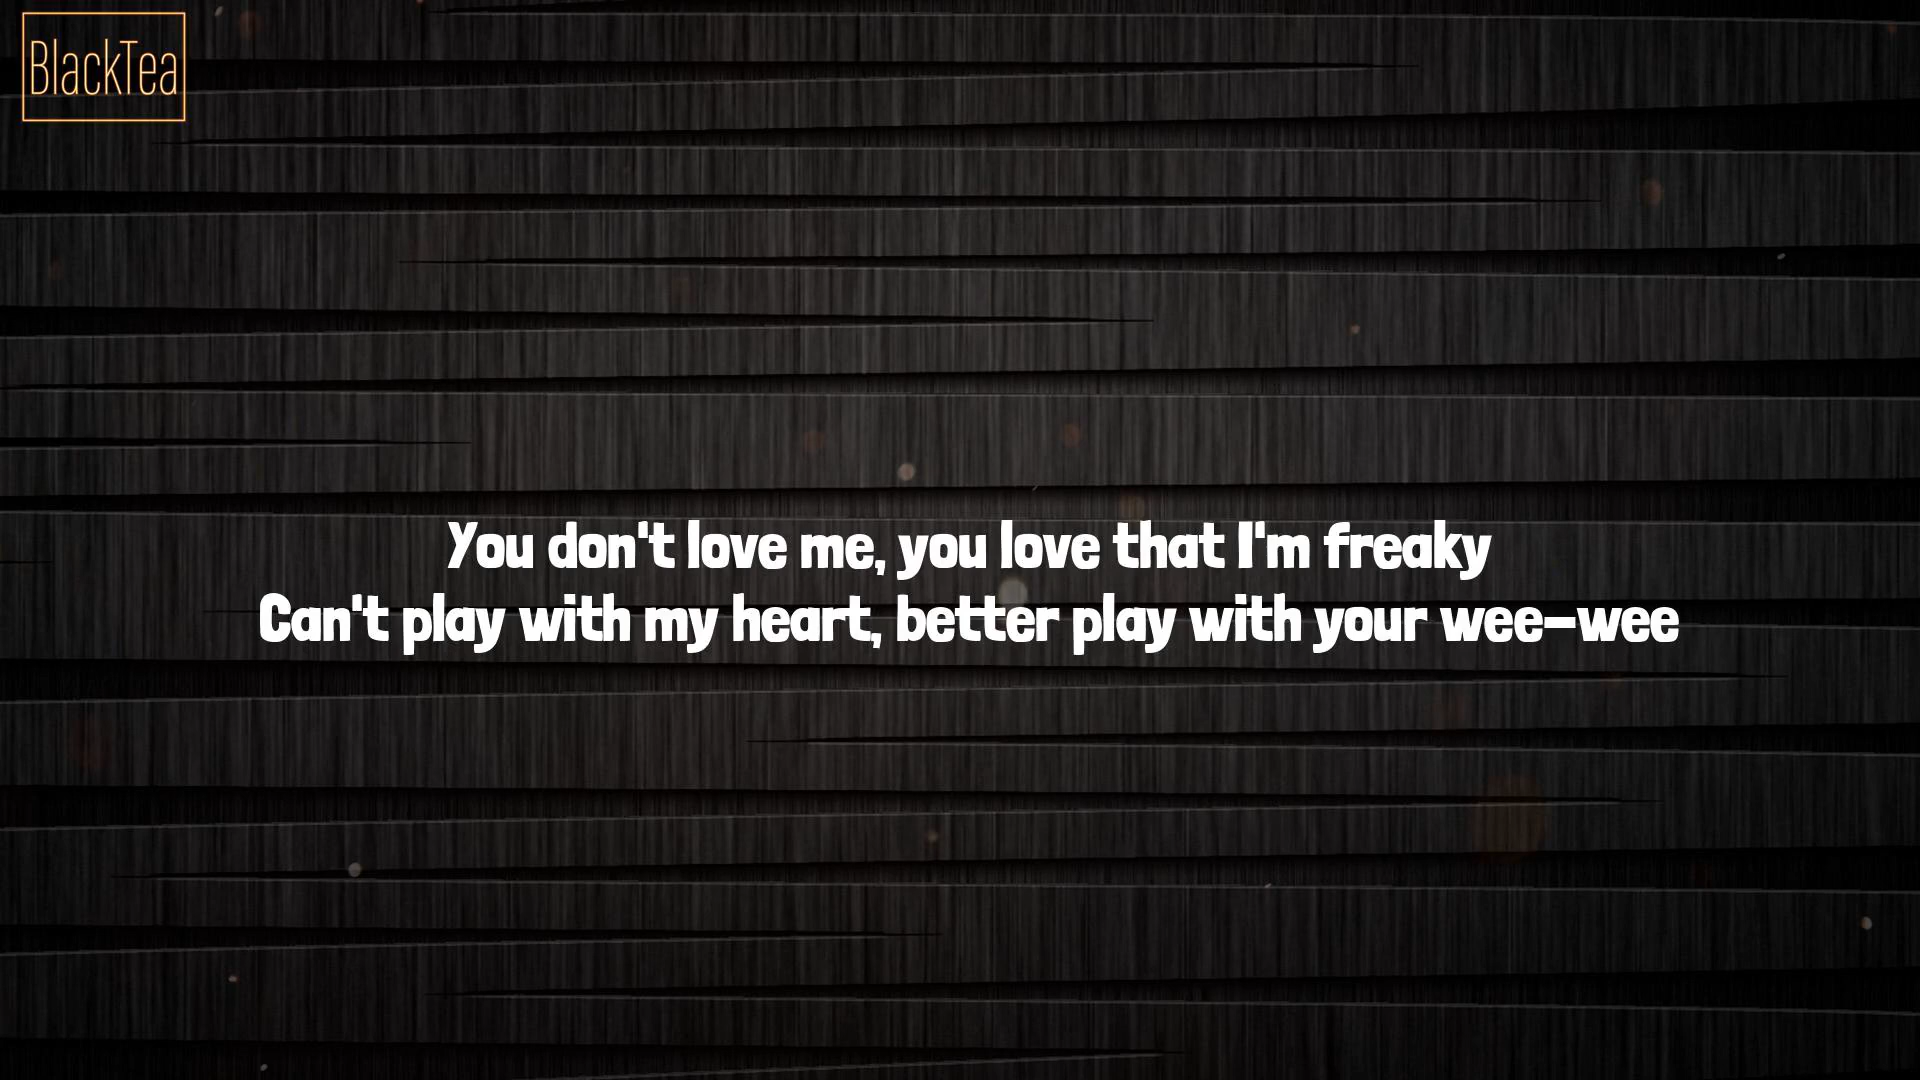 BlackTea
You don't love me, you love that I'm freaky
Can't play with my heart, better play with your wee-wee